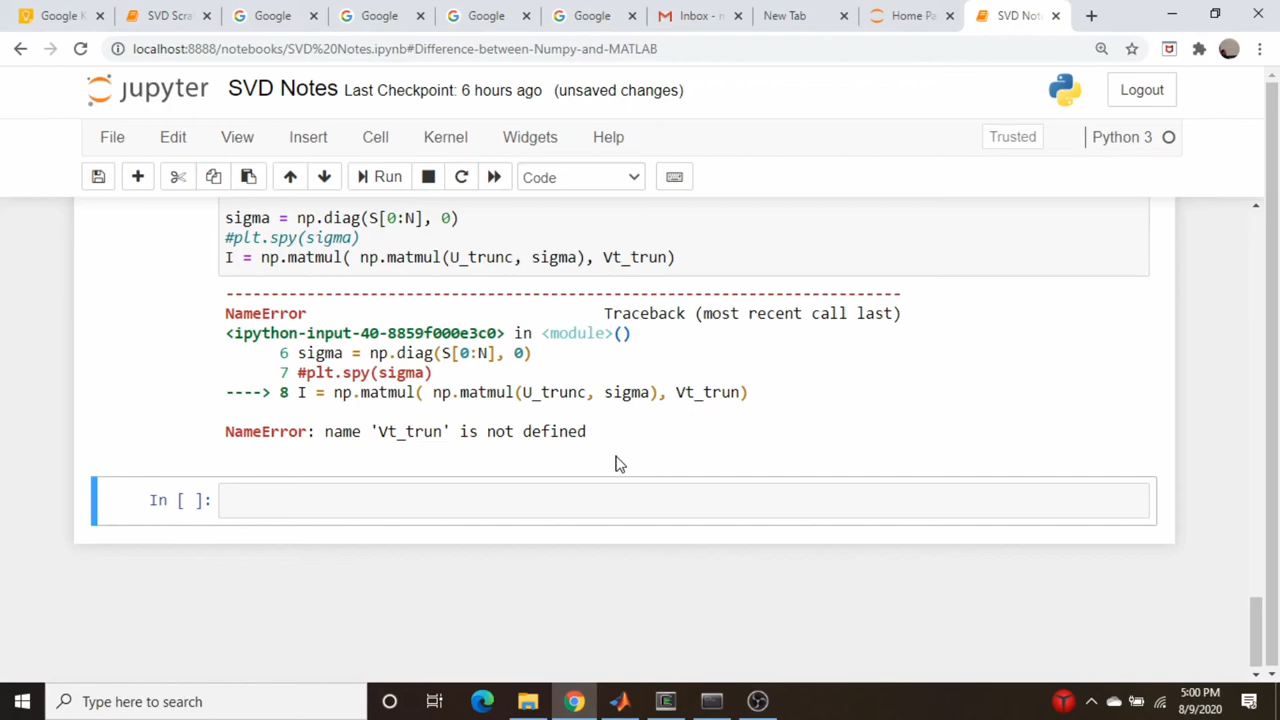 Google K
SVD Scra
Google
Google
Google
Google
Inbox - n
New Tab
Home Pa
SVD Not
localhost:8888/notebooks/SVD%20Notes.ipynb#Difference-between-Numpy-and-MATLAB
jupyter SVD Notes Last Checkpoint: 6 hours ago (unsaved changes) Logout
File Edit View Insert Cell Kernel Widgets Help Trusted Python 3
Run Code
sigma = np.diag(S[0:N], 0)
#plt.spy(sigma)
I = np.matmul( np.matmul(U_trunc, sigma), Vt_trun)
---------------------------------------------------------------------------
NameError Traceback (most recent call last)
<ipython-input-40-8859f000e3c0> in <module>()
6 sigma = np.diag(S[0:N], 0)
7 #plt.spy(sigma)
----> 8 I = np.matmul( np.matmul(U_trunc, sigma), Vt_trun)
NameError: name 'Vt_trun' is not defined
In [ ]:
Type here to search
5:00 PM
8/9/2020